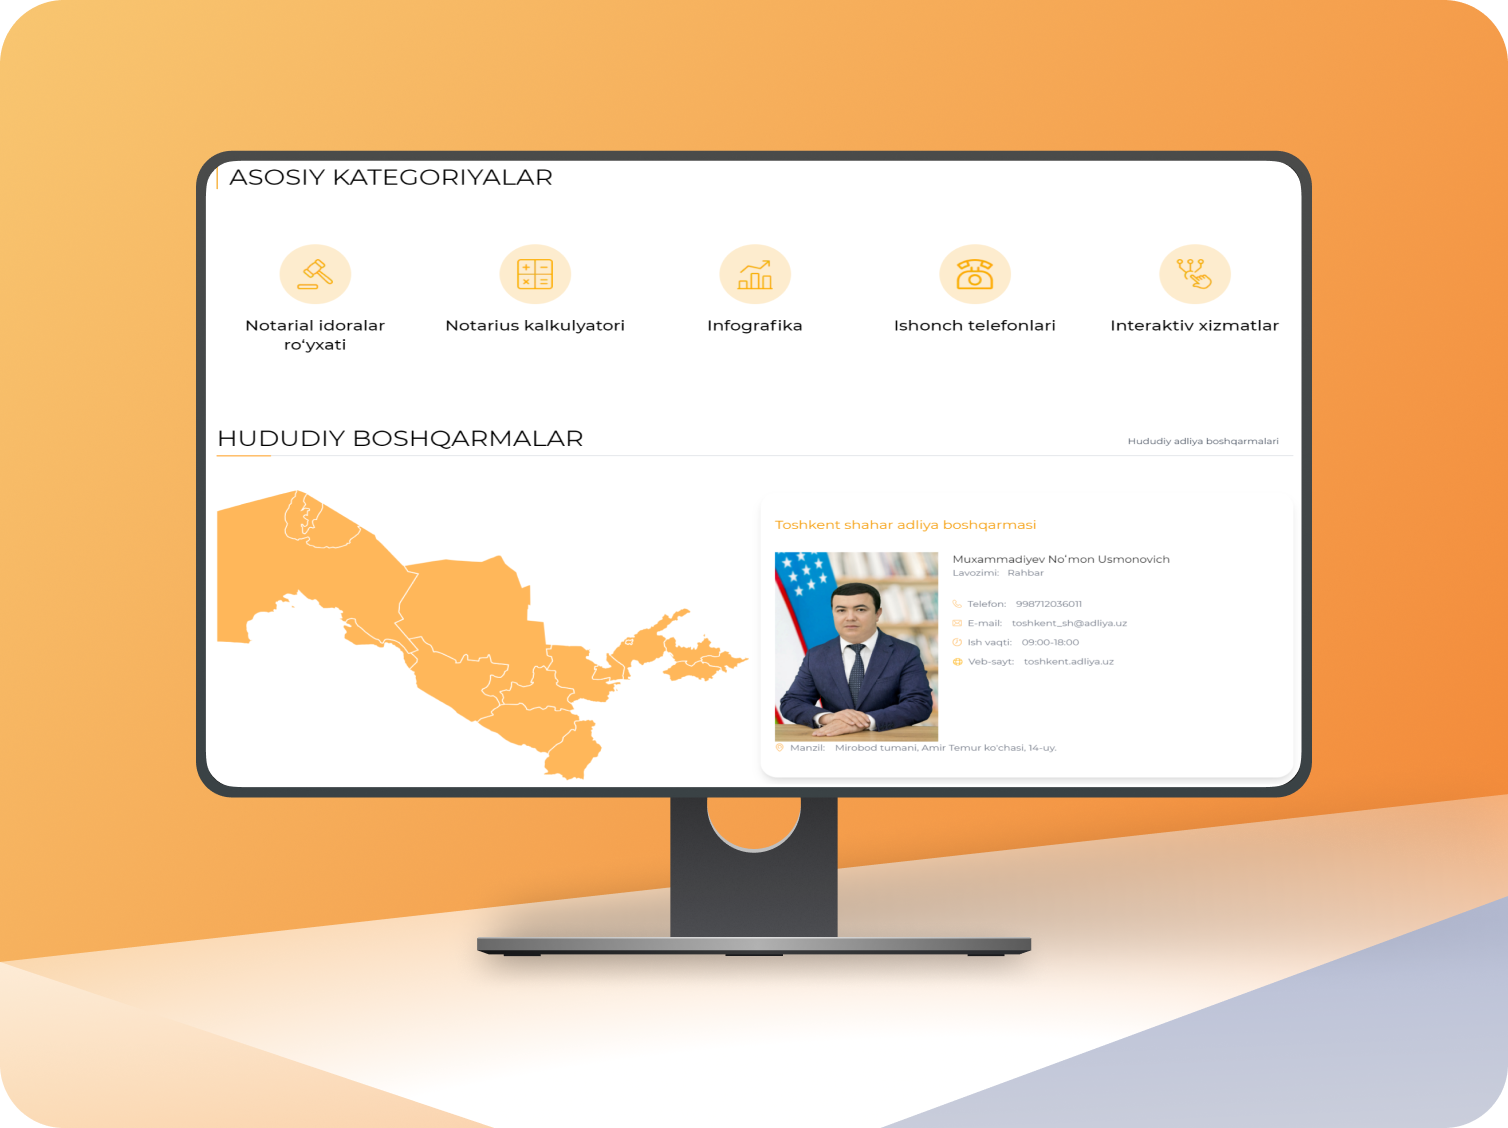 ASOSIY KATEGORIYALAR
Notarial idoralar
ro‘yxati
Notarius kalkulyatori
Infografika
Ishonch telefonlari
Interaktiv xizmatlar
HUDUDIY BOSHQARMALAR
Hududiy adliya boshqarmalari
Toshkent shahar adliya boshqarmasi
Muxammadiyev No’mon Usmonovich
Lavozimi: Rahbar
Telefon: 998712036011
E-mail: toshkent_sh@adliya.uz
Ish vaqti: 09:00-18:00
Veb-sayt: toshkent.adliya.uz
Manzil: Mirobod tumani, Amir Temur ko'chasi, 14-uy.